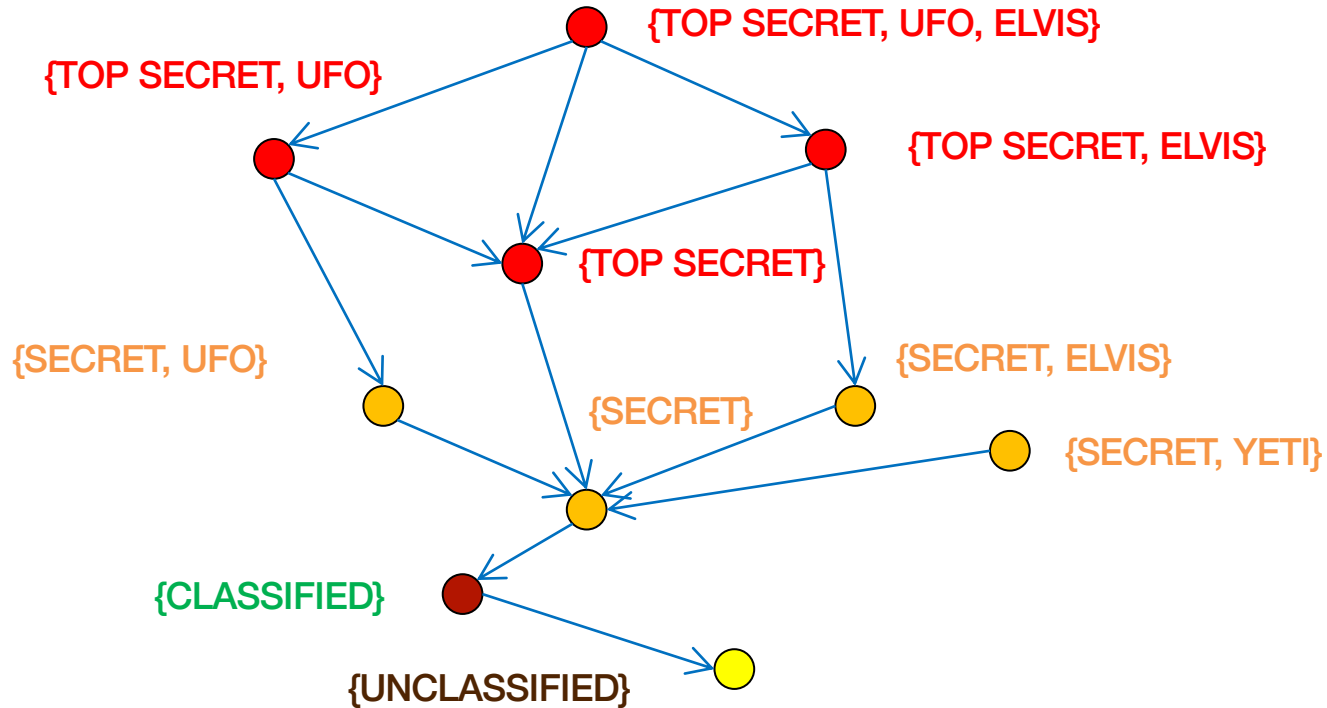 {TOP SECRET, UFO, ELVIS}
{TOP SECRET, UFO}
{TOP SECRET, ELVIS}
{TOP SECRET}
{SECRET, UFO}
{SECRET, ELVIS}
{SECRET}
{SECRET, YETI}
{CLASSIFIED}
{UNCLASSIFIED}